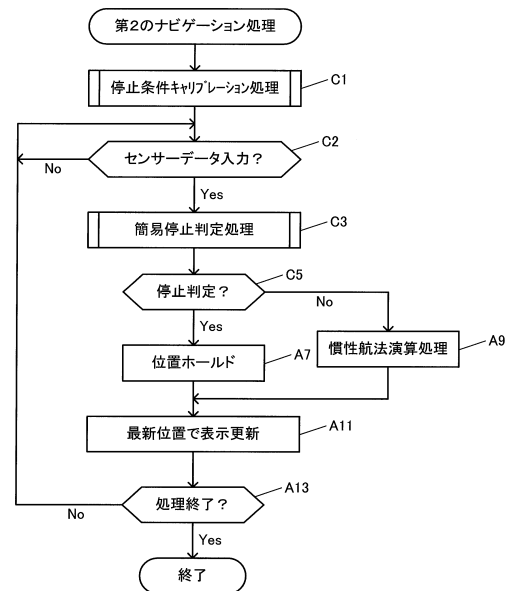 第2のナビゲーション処理
停止条件キャリブレーション処理
C1
センサーデータ入力?
C2
No
Yes
簡易停止判定処理
C3
停止判定?
C5
No
Yes
位置ホールド
A7
慣性航法演算処理
A9
最新位置で表示更新
A11
処理終了?
A13
No
Yes
終了